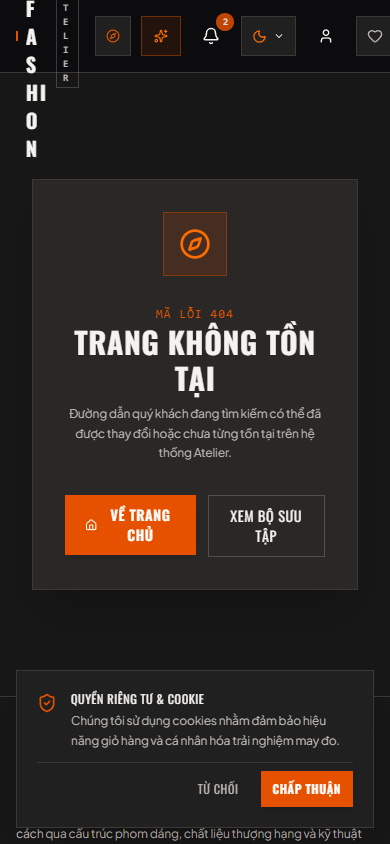 F
A
S
HI
O
N
T
E
L
I
E
R
2
MÃ LỖI 404
TRANG KHÔNG TỒN
TẠI
Đường dẫn quý khách đang tìm kiếm có thể đã
được thay đổi hoặc chưa từng tồn tại trên hệ
thống Atelier.
VỀ TRANG
CHỦ
XEM BỘ SƯU
TẬP
QUYỀN RIÊNG TƯ & COOKIE
Chúng tôi sử dụng cookies nhằm đảm bảo hiệu
năng giỏ hàng và cá nhân hóa trải nghiệm may đo.
TỪ CHỐI
CHẤP THUẬN
cách qua cấu trúc phom dáng, chất liệu thượng hạng và kỹ thuật